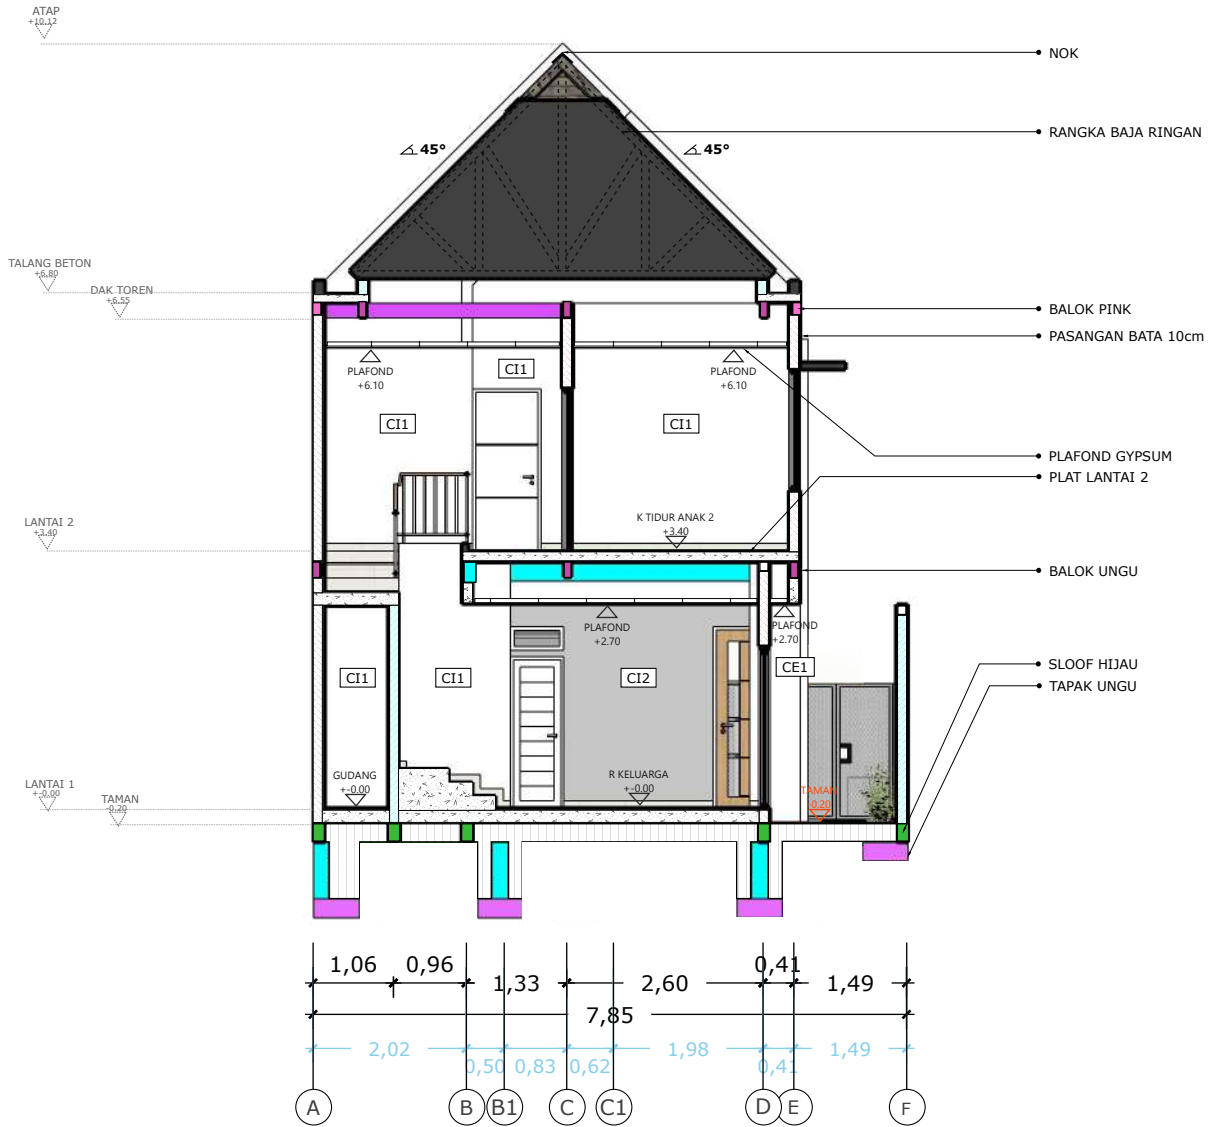 ATAP
+10.12
NOK
RANGKA BAJA RINGAN
45°
45°
TALANG BETON
+6.80
DAK TOREN
+6.55
BALOK PINK
PASANGAN BATA 10cm
PLAFOND
+6.10
CI1
PLAFOND
+6.10
CI1
CI1
PLAFOND GYPSUM
PLAT LANTAI 2
LANTAI 2
+3.40
K TIDUR ANAK 2
+3.40
BALOK UNGU
PLAFOND
+2.70
PLAFOND
+2.70
CI1
CI1
CI2
CE1
SLOOF HIJAU
TAPAK UNGU
LANTAI 1
+-0.00
TAMAN
-0.20
GUDANG
+-0.00
R KELUARGA
+-0.00
TAMAN
-0.20
1,06
0,96
1,33
2,60
0,41
1,49
7,85
2,02
0,50
0,83
0,62
1,98
0,41
1,49
A
B
B1
C
C1
D
E
F